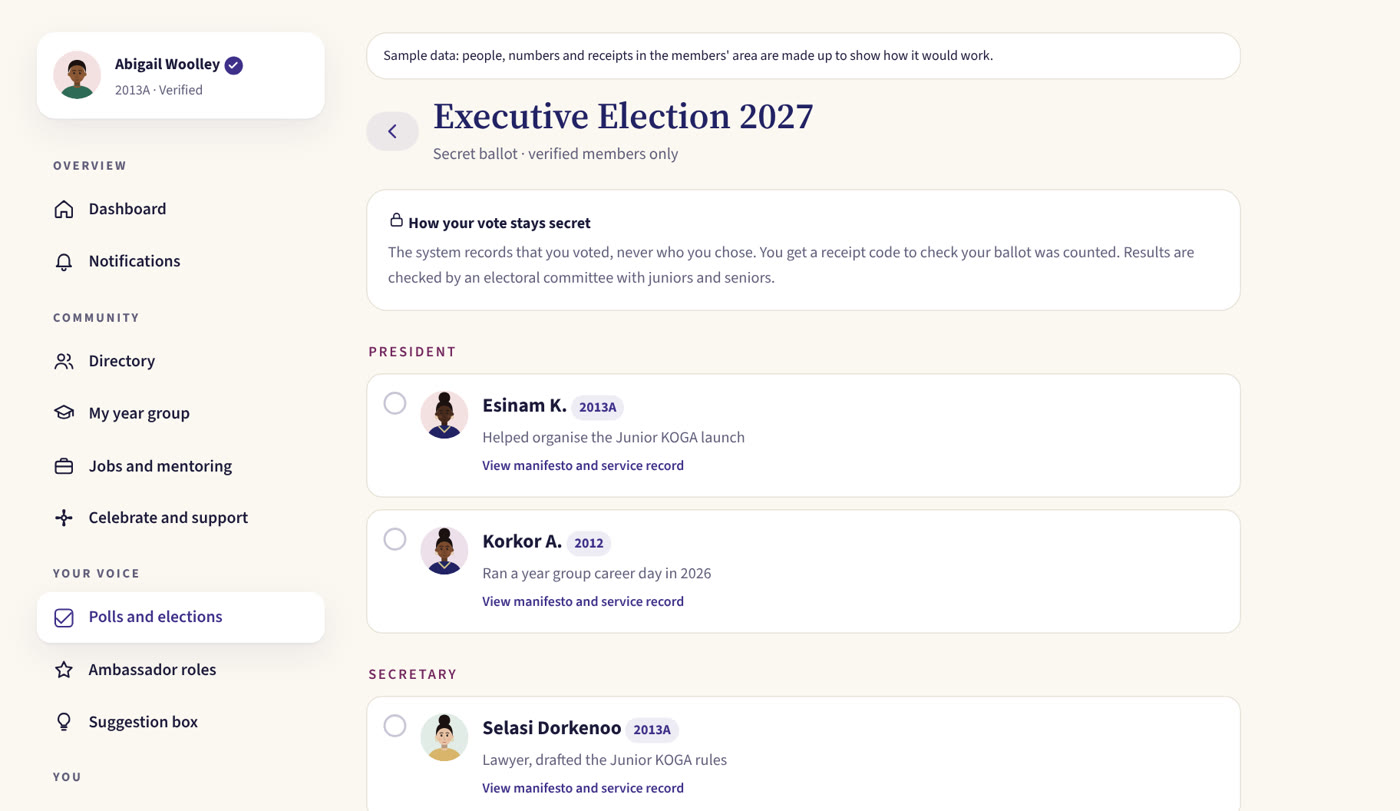 Abigail Woolley
2013A · Verified
OVERVIEW
Dashboard
Notifications
COMMUNITY
Directory
My year group
Jobs and mentoring
Celebrate and support
YOUR VOICE
Polls and elections
Ambassador roles
Suggestion box
YOU
Sample data: people, numbers and receipts in the members' area are made up to show how it would work.
Executive Election 2027
Secret ballot · verified members only
How your vote stays secret
The system records that you voted, never who you chose. You get a receipt code to check your ballot was counted. Results are
checked by an electoral committee with juniors and seniors.
PRESIDENT
Esinam K. 2013A
Helped organise the Junior KOGA launch
View manifesto and service record
Korkor A. 2012
Ran a year group career day in 2026
View manifesto and service record
SECRETARY
Selasi Dorkenoo 2013A
Lawyer, drafted the Junior KOGA rules
View manifesto and service record